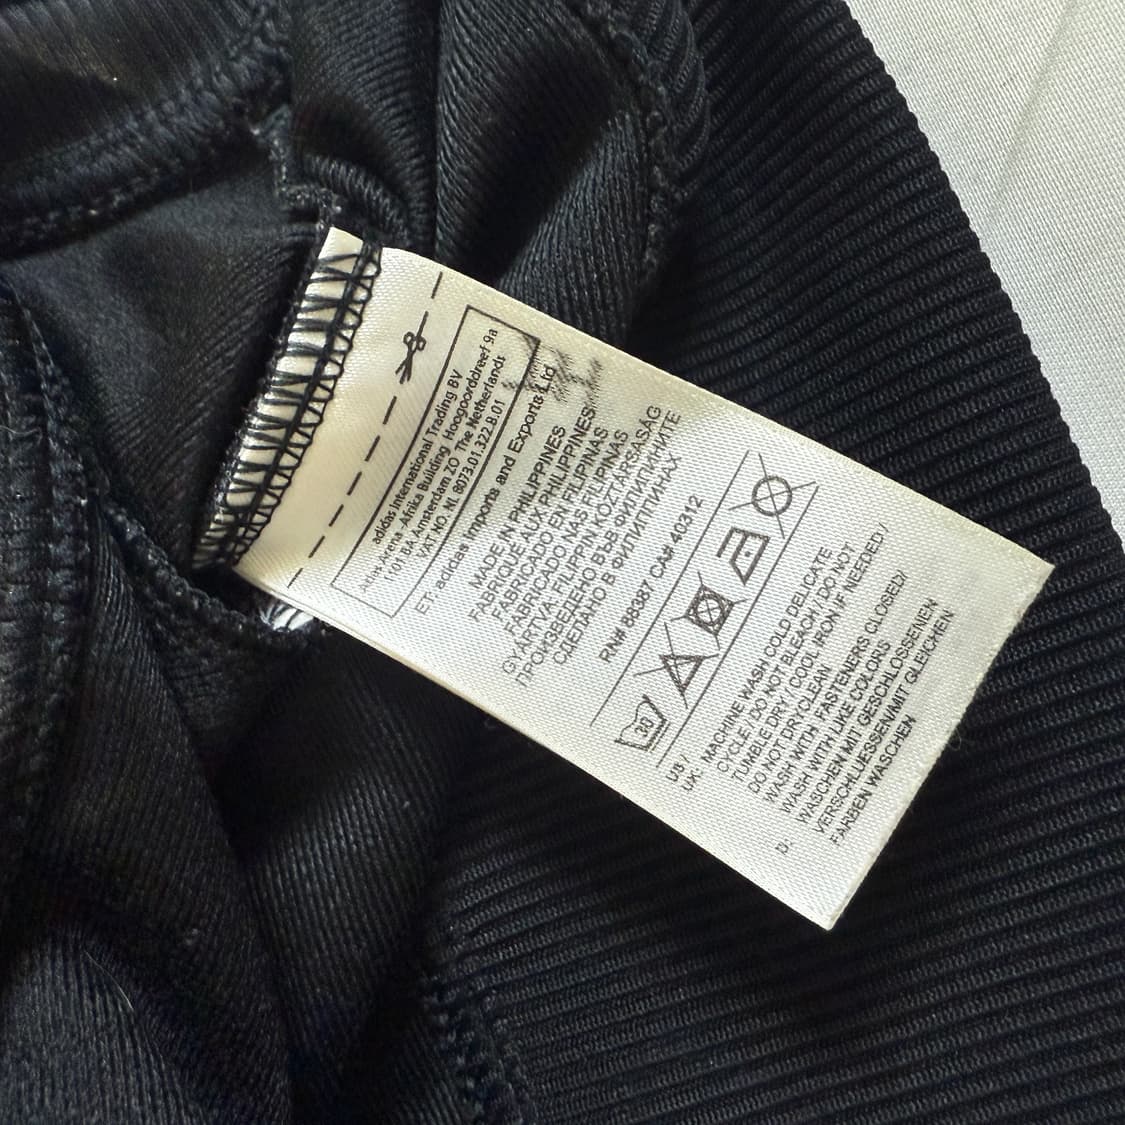 adidas International Trading BV
Atlas Arena -Afrika Building Hoogoorddreef 9a
1101 BA Amsterdam ZO The Netherlands
VAT NO. NL 8073.01.322.B.01
ET: adidas Imports and Exports Ltd
MADE IN PHILIPPINES
FABRIQUÉ AUX PHILIPPINES
FABRICADO EN FILIPINAS
FABRICADO NAS FILIPINAS
GYÁRTVA: FILIPPIN KÖZTÁRSASÁG
ПРОИЗВЕДЕНО ВЪВ ФИЛИПИНИТЕ
СДЕЛАНО В ФИЛИППИНАХ
RN# 88387 CA# 40312
30
US/
UK: MACHINE WASH COLD DELICATE
CYCLE / DO NOT BLEACH / DO NOT
TUMBLE DRY / COOL IRON IF NEEDED/
DO NOT DRYCLEAN
WASH WITH FASTENERS CLOSED//
WASH WITH LIKE COLORS
D: WASCHEN MIT GESCHLOSSENEN
VERSCHLUESSEN/MIT GLEICHEN
FARBEN WASCHEN